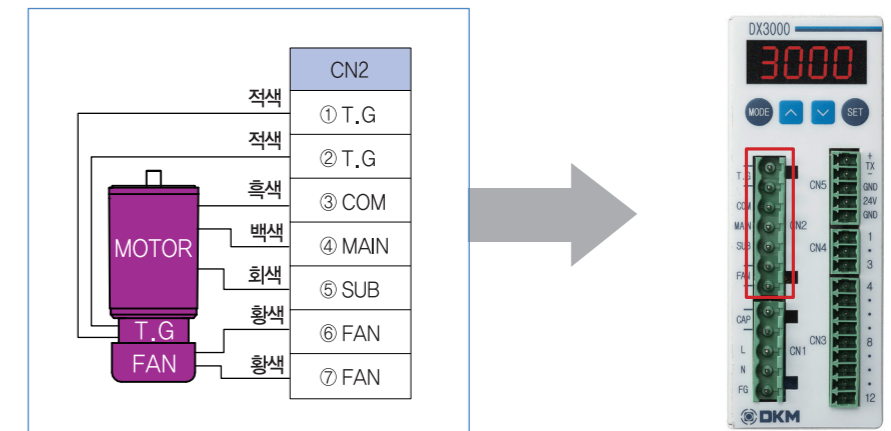 CN2
적색 ① T.G
적색 ② T.G
흑색 ③ COM
백색 ④ MAIN
회색 ⑤ SUB
황색 ⑥ FAN
황색 ⑦ FAN
MOTOR
T.G
FAN
DX3000
3000
MODE
SET
T.G
COM
MAIN
SUB
FAN
CN2
CAP
L
N
FG
CN1
CN5
+
TX
-
GND
24V
GND
CN4
1
•
3
CN3
4
•
•
•
8
•
•
•
12
DKM